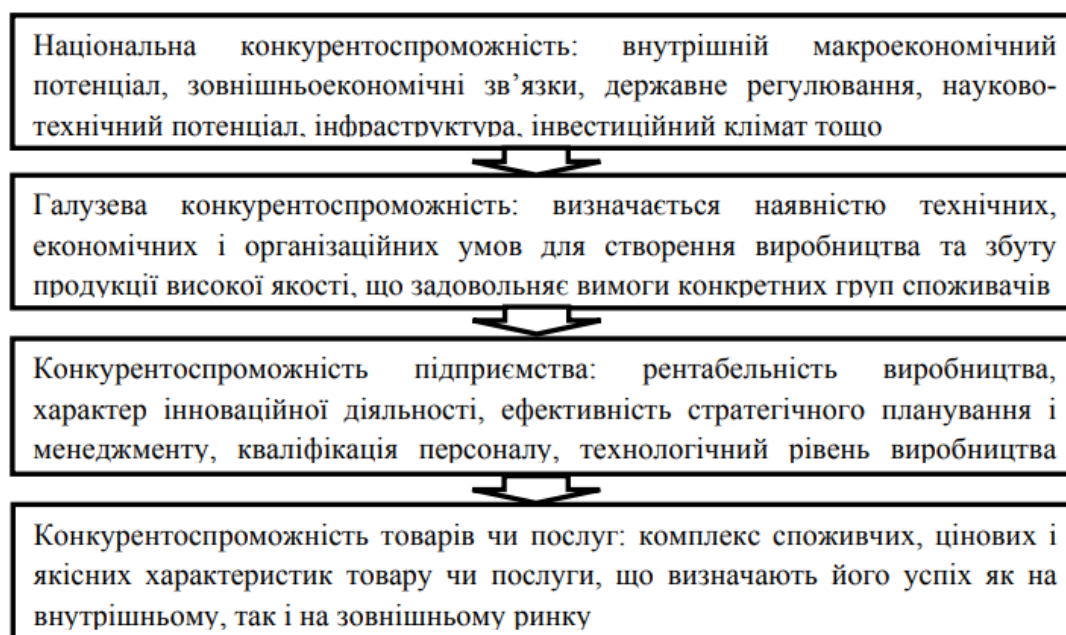 Національна конкурентоспроможність: внутрішній макроекономічний
потенціал, зовнішньоекономічні зв’язки, державне регулювання, науково-
технічний потенціал, інфраструктура, інвестиційний клімат тощо
Галузева конкурентоспроможність: визначається наявністю технічних,
економічних і організаційних умов для створення виробництва та збуту
продукції високої якості, що задовольняє вимоги конкретних груп споживачів
Конкурентоспроможність підприємства: рентабельність виробництва,
характер інноваційної діяльності, ефективність стратегічного планування і
менеджменту, кваліфікація персоналу, технологічний рівень виробництва
Конкурентоспроможність товарів чи послуг: комплекс споживчих, цінових і
якісних характеристик товару чи послуги, що визначають його успіх як на
внутрішньому, так і на зовнішньому ринку